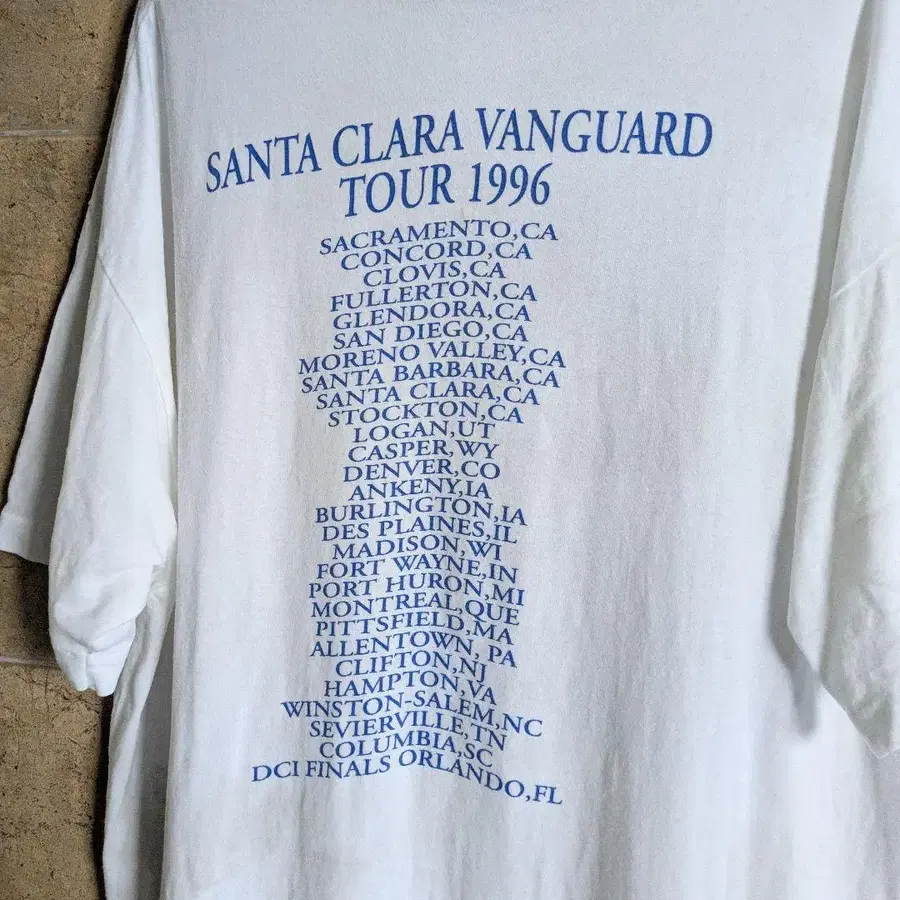 SANTA CLARA VANGUARD
TOUR 1996
SACRAMENTO,CA
CONCORD,CA
CLOVIS,CA
FULLERTON,CA
GLENDORA,CA
SAN DIEGO,CA
MORENO VALLEY,CA
SANTA BARBARA,CA
SANTA CLARA,CA
STOCKTON,CA
LOGAN,UT
CASPER,WY
DENVER,CO
ANKENY,IA
BURLINGTON,IA
DES PLAINES,IL
MADISON,WI
FORT WAYNE,IN
PORT HURON,MI
MONTREAL,QUE
PITTSFIELD,MA
ALLENTOWN, PA
CLIFTON,NJ
HAMPTON,VA
WINSTON-SALEM,NC
SEVIERVILLE,TN
COLUMBIA,SC
DCI FINALS ORLANDO,FL